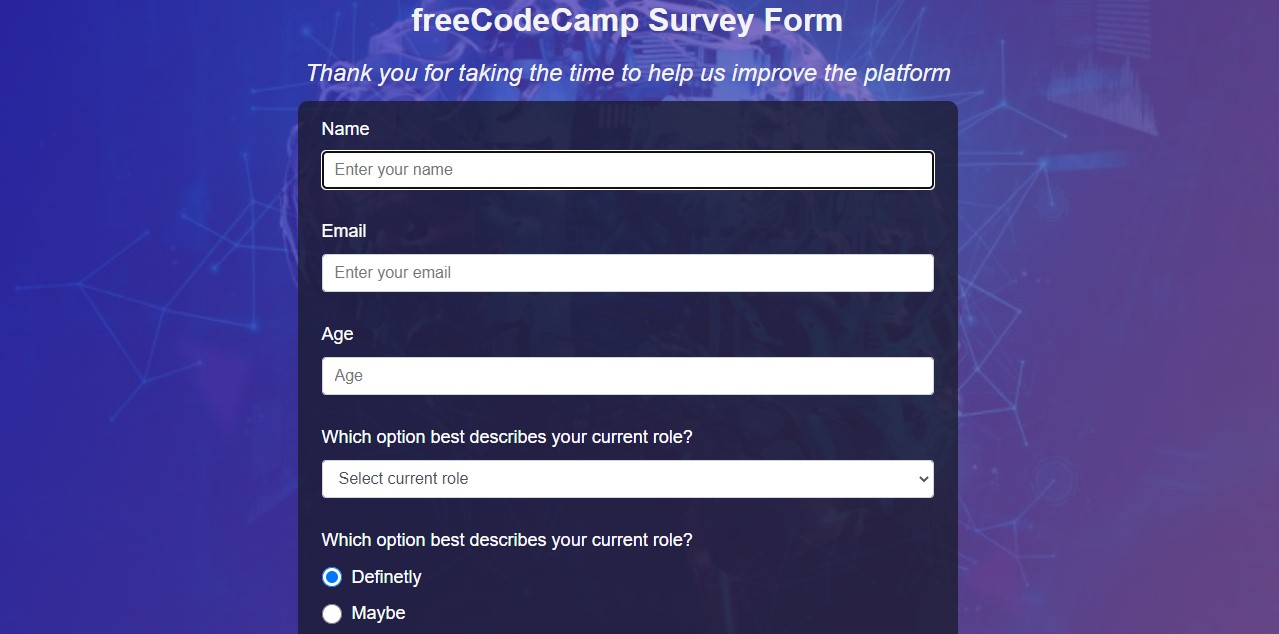 freeCodeCamp Survey Form
Thank you for taking the time to help us improve the platform
Name
Enter your name
Email
Enter your email
Age
Age
Which option best describes your current role?
Select current role
Which option best describes your current role?
Definetly
Maybe